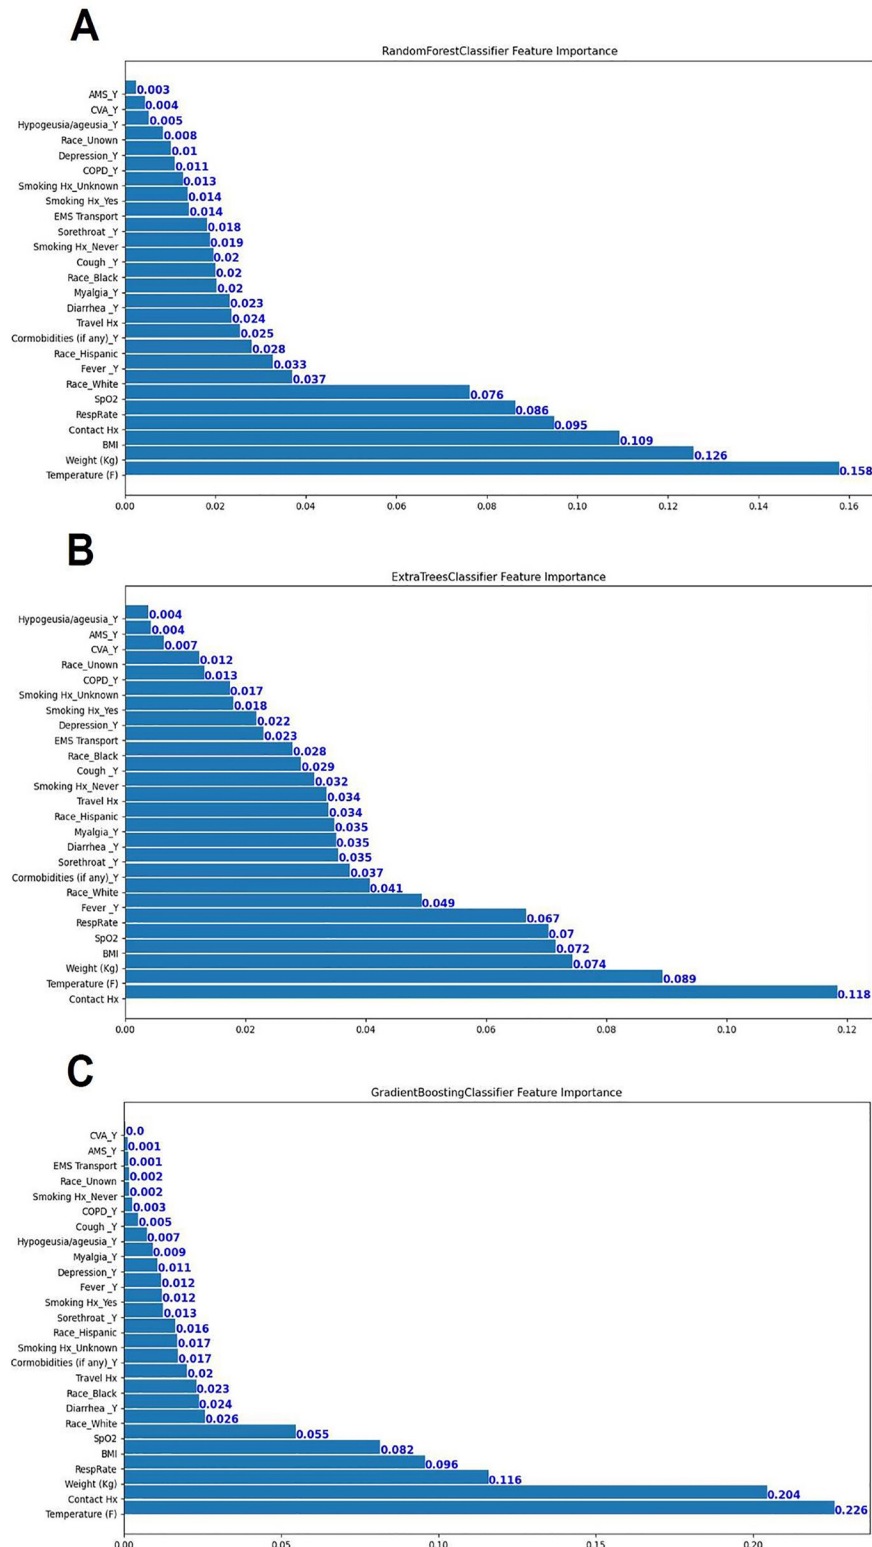 A
RandomForestClassifier Feature Importance
AMS_Y 0.003
CVA_Y 0.004
Hypogeusia/ageusia_Y 0.005
Race_Unown 0.008
Depression_Y 0.01
COPD_Y 0.011
Smoking Hx_Unknown 0.013
Smoking Hx_Yes 0.014
EMS Transport 0.014
Sorethroat _Y 0.018
Smoking Hx_Never 0.019
Cough _Y 0.02
Race_Black 0.02
Myalgia_Y 0.02
Diarrhea _Y 0.023
Travel Hx 0.024
Cormobidities (if any)_Y 0.025
Race_Hispanic 0.028
Fever _Y 0.033
Race_White 0.037
SpO2 0.076
RespRate 0.086
Contact Hx 0.095
BMI 0.109
Weight (Kg) 0.126
Temperature (F) 0.158
0.00 0.02 0.04 0.06 0.08 0.10 0.12 0.14 0.16
B
ExtraTreesClassifier Feature Importance
Hypogeusia/ageusia_Y 0.004
AMS_Y 0.004
CVA_Y 0.007
Race_Unown 0.012
COPD_Y 0.013
Smoking Hx_Unknown 0.017
Smoking Hx_Yes 0.018
Depression_Y 0.022
EMS Transport 0.023
Race_Black 0.028
Cough _Y 0.029
Smoking Hx_Never 0.032
Travel Hx 0.034
Race_Hispanic 0.034
Myalgia_Y 0.035
Diarrhea _Y 0.035
Sorethroat _Y 0.035
Cormobidities (if any)_Y 0.037
Race_White 0.041
Fever _Y 0.049
RespRate 0.067
SpO2 0.07
BMI 0.072
Weight (Kg) 0.074
Temperature (F) 0.089
Contact Hx 0.118
0.00 0.02 0.04 0.06 0.08 0.10 0.12
C
GradientBoostingClassifier Feature Importance
CVA_Y 0.0
AMS_Y 0.001
EMS Transport 0.001
Race_Unown 0.002
Smoking Hx_Never 0.002
COPD_Y 0.003
Cough _Y 0.005
Hypogeusia/ageusia_Y 0.007
Myalgia_Y 0.009
Depression_Y 0.011
Fever _Y 0.012
Smoking Hx_Yes 0.012
Sorethroat _Y 0.013
Race_Hispanic 0.016
Smoking Hx_Unknown 0.017
Cormobidities (if any)_Y 0.017
Travel Hx 0.02
Race_Black 0.023
Diarrhea _Y 0.024
Race_White 0.026
SpO2 0.055
BMI 0.082
RespRate 0.096
Weight (Kg) 0.116
Contact Hx 0.204
Temperature (F) 0.226
0.00 0.05 0.10 0.15 0.20